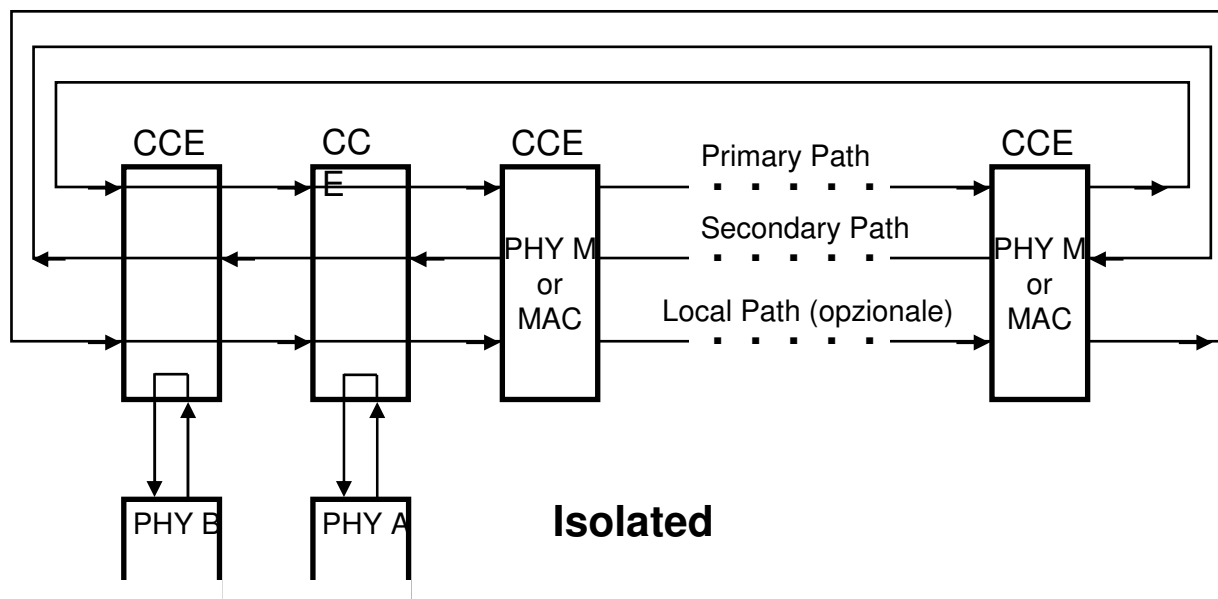 CCE
CC
E
CCE
CCE
Primary Path
Secondary Path
Local Path (opzionale)
PHY M
or
MAC
PHY M
or
MAC
PHY B
PHY A
Isolated